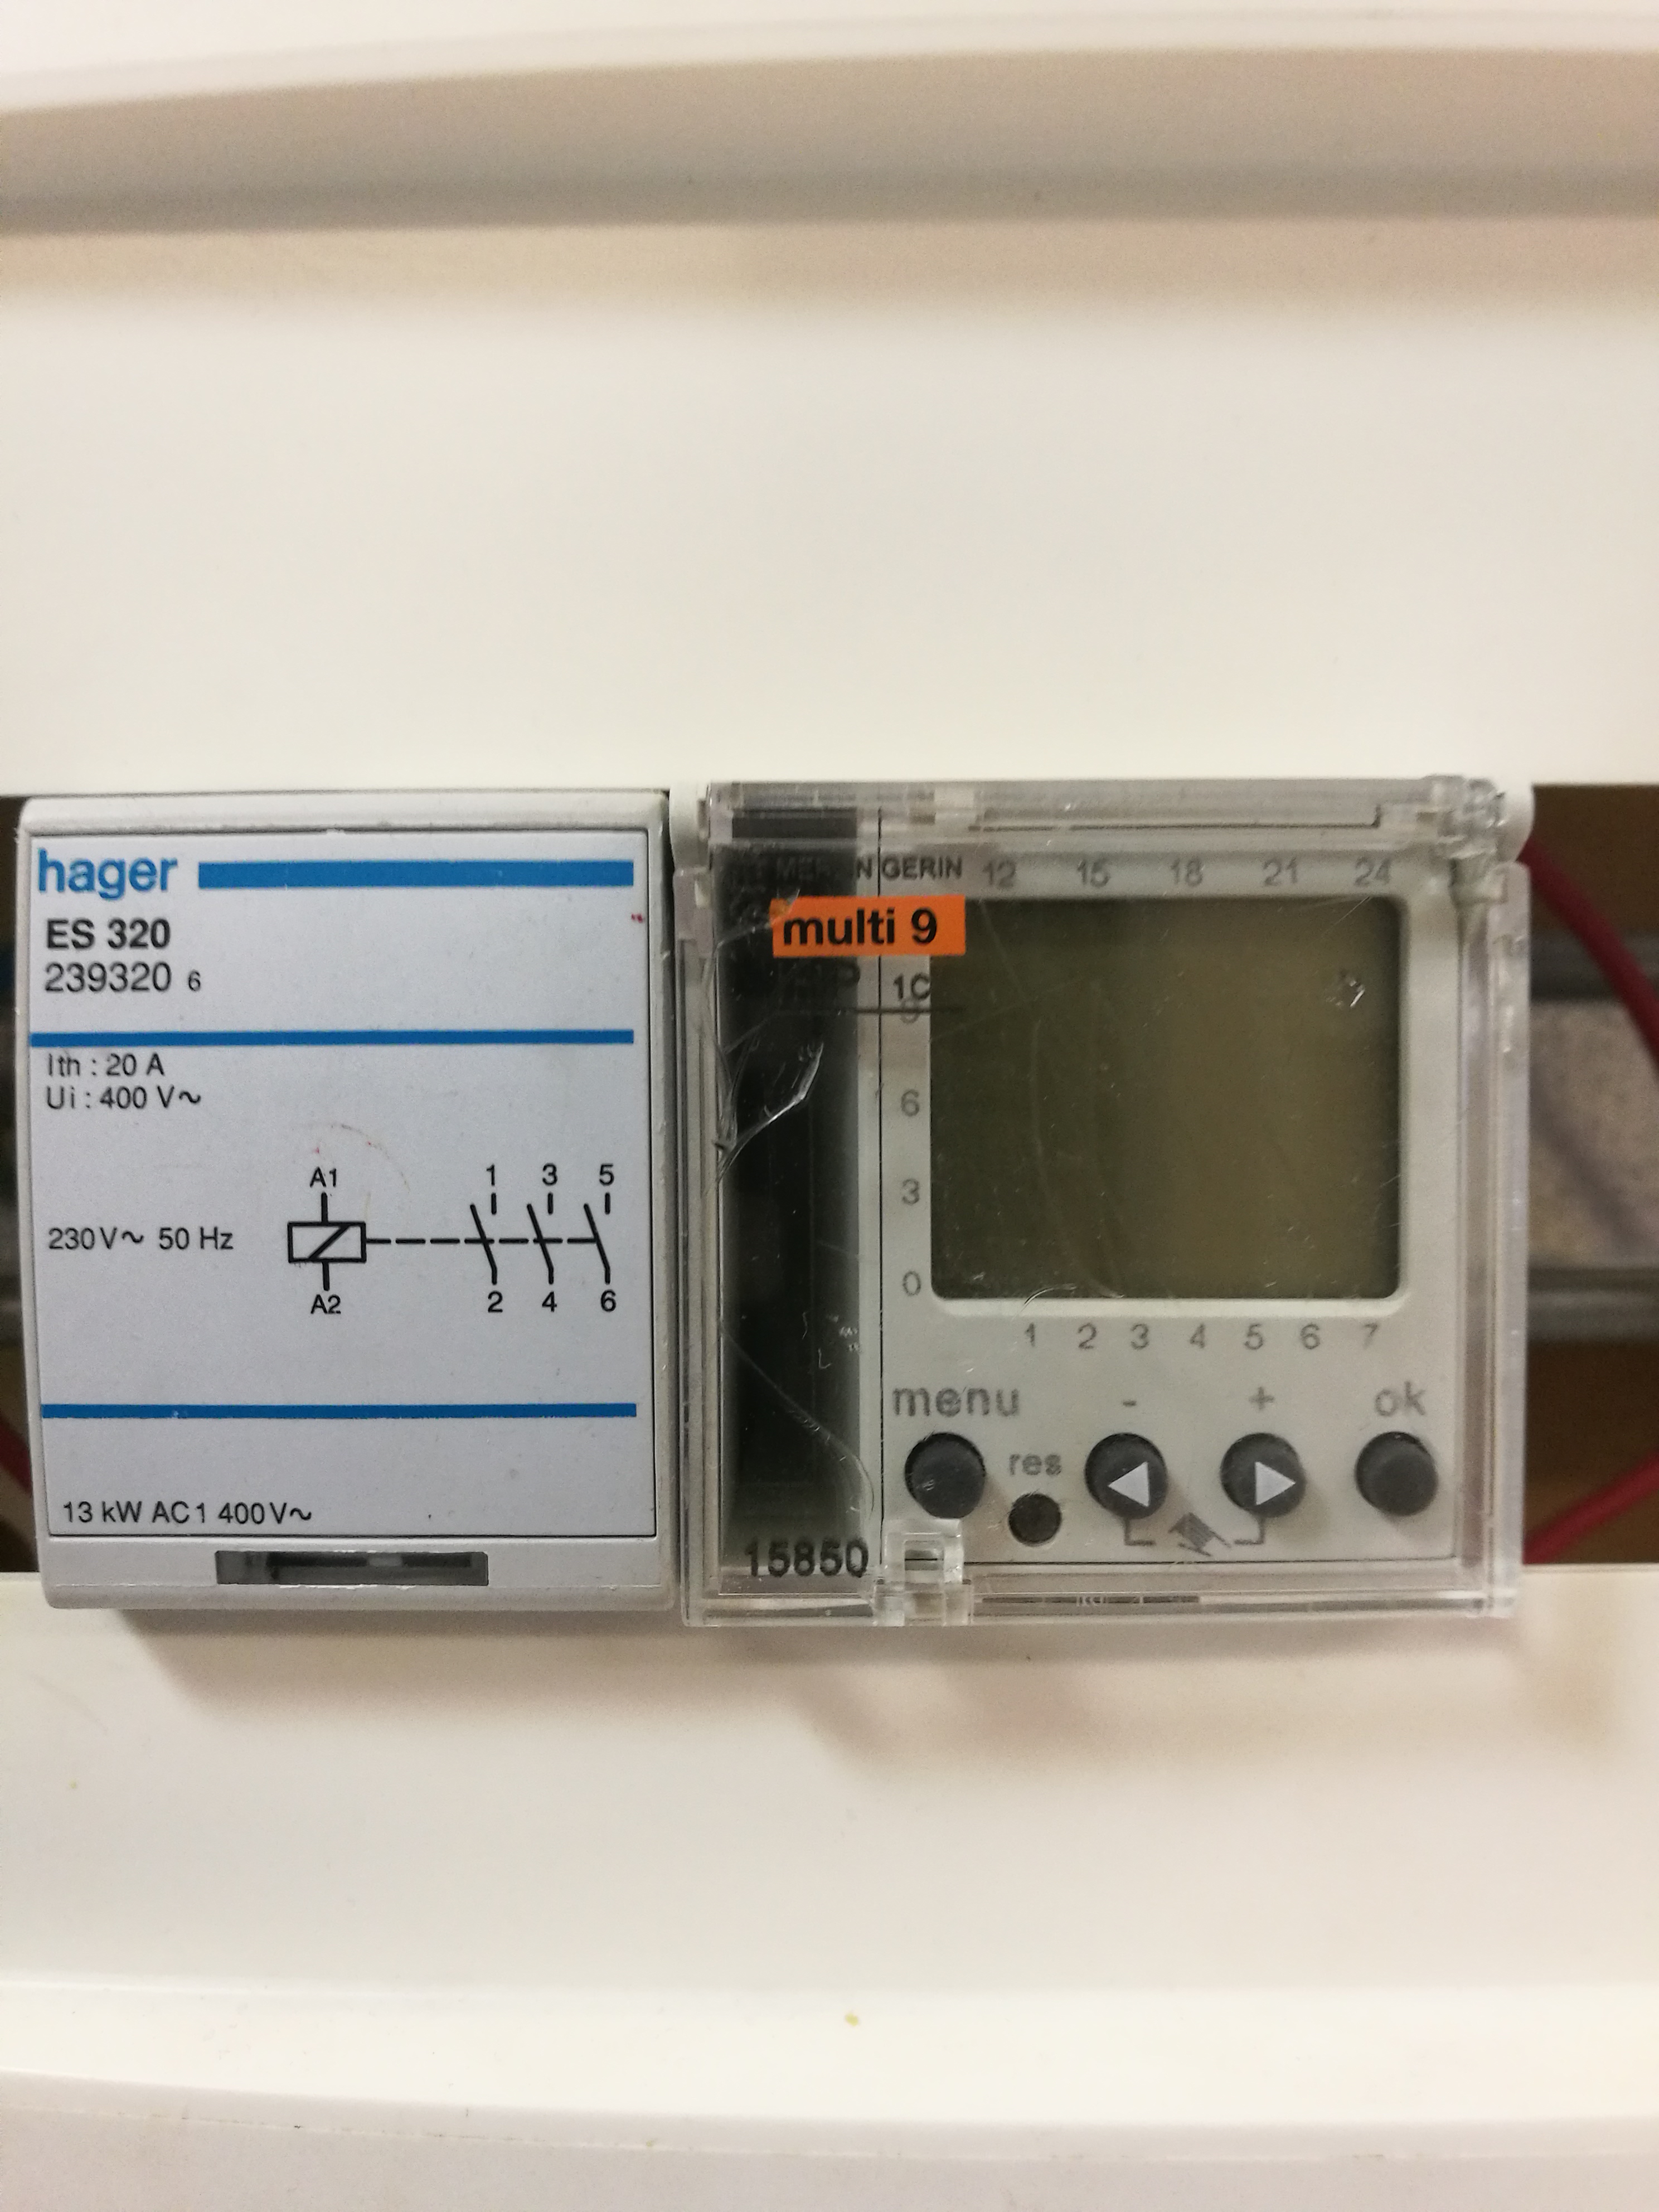 hager
ES 320
239320 6
Ith : 20 A
Ui : 400 V~
A1 1 3 5
230V~ 50 Hz
A2 2 4 6
13 kW AC1 400V~
MERLIN GERIN 12 15 18 21 24
multi 9
9
6
3
0
1 2 3 4 5 6 7
menu - + ok
res
15850